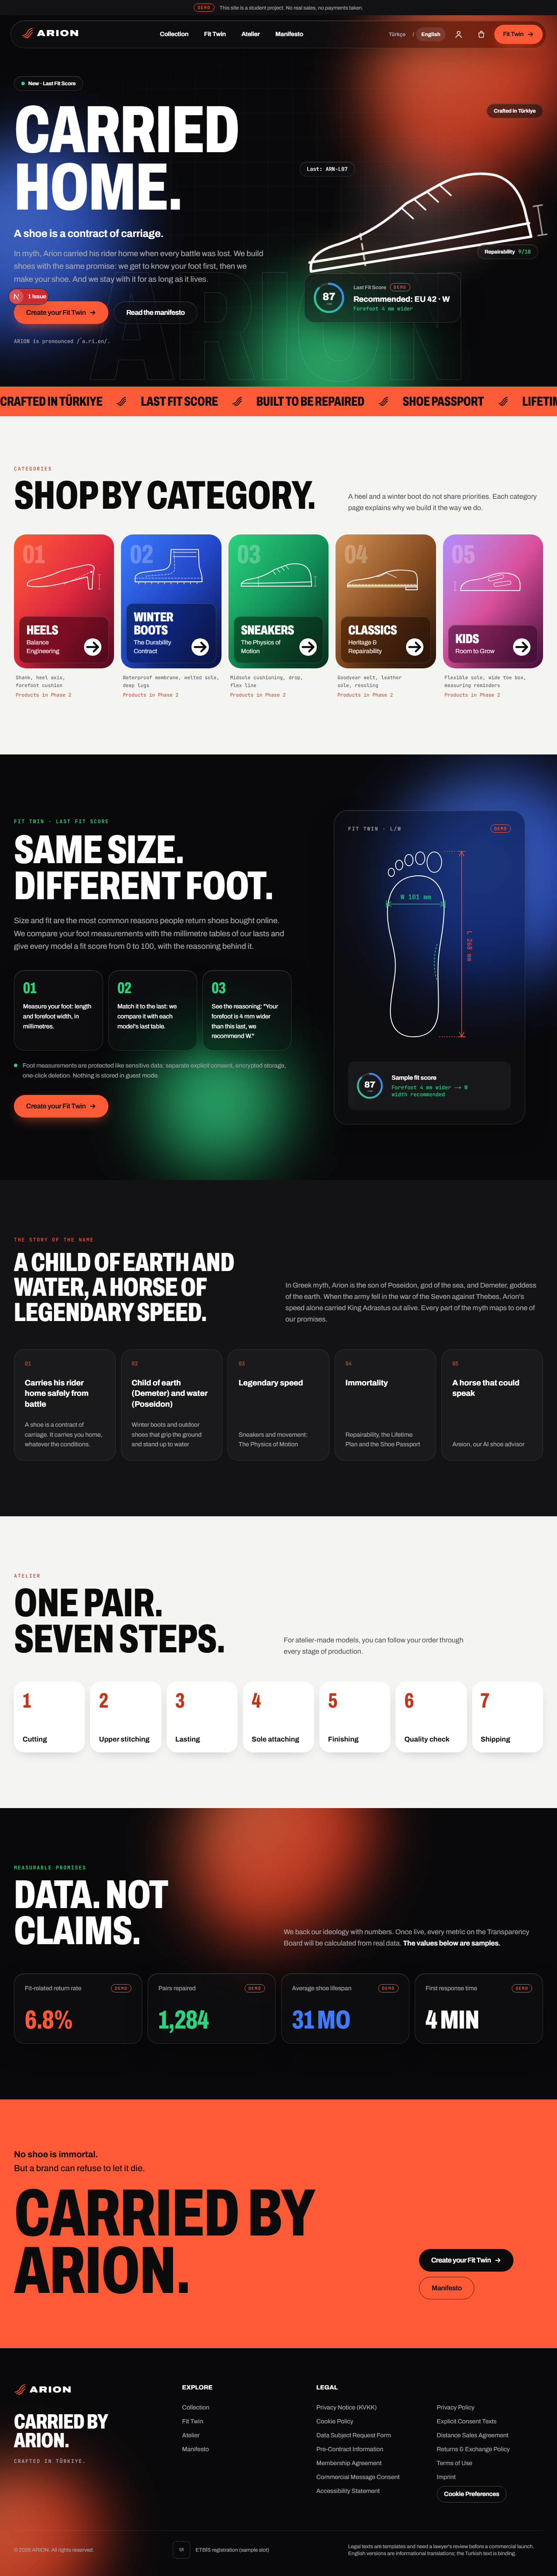 DEMO This site is a student project. No real sales, no payments taken.
ARION Collection Fit Twin Atelier Manifesto Türkçe / English Fit Twin →
New · Last Fit Score
CARRIED
HOME.
A shoe is a contract of carriage.
In myth, Arion carried his rider home when every battle was lost. We build
shoes with the same promise: we get to know your foot first, then we
make your shoe. And we stay with it for as long as it lives.
N 1 Issue
Create your Fit Twin → Read the manifesto
Crafted in Türkiye
Last: ARN-L07
Repairability 9/10
87
Last Fit Score DEMO
Recommended: EU 42 · W
Forefoot 4 mm wider
ARION
CRAFTED IN TÜRKIYE LAST FIT SCORE BUILT TO BE REPAIRED SHOE PASSPORT LIFETIM
CATEGORIES
SHOP BY CATEGORY.
A heel and a winter boot do not share priorities. Each category
page explains why we build it the way we do.
01
HEELS
Balance
Engineering
Shank, heel axis,
forefoot cushion
Products in Phase 2
02
WINTER
BOOTS
The Durability
Contract
Waterproof membrane, welted sole,
deep lugs
Products in Phase 2
03
SNEAKERS
The Physics of
Motion
Midsole cushioning, drop,
flex line
Products in Phase 2
04
CLASSICS
Heritage &
Repairability
Goodyear welt, leather
sole, resoling
Products in Phase 2
05
KIDS
Room to Grow
Flexible sole, wide toe box,
measuring reminders
Products in Phase 2
FIT TWIN · LAST FIT SCORE
SAME SIZE.
DIFFERENT FOOT.
Size and fit are the most common reasons people return shoes bought online.
We compare your foot measurements with the millimetre tables of our lasts and
give every model a fit score from 0 to 100, with the reasoning behind it.
01
Measure your foot: length
and forefoot width, in
millimetres.
02
Match it to the last: we
compare it with each
model's last table.
03
See the reasoning: "Your
forefoot is 4 mm wider
than this last, we
recommend W."
Foot measurements are protected like sensitive data: separate explicit consent, encrypted storage,
one-click deletion. Nothing is stored in guest mode.
Create your Fit Twin →
FIT TWIN · L/W DEMO
W 101 mm
L 268 mm
87
Sample fit score
Forefoot 4 mm wider → W
width recommended
THE STORY OF THE NAME
A CHILD OF EARTH AND
WATER, A HORSE OF
LEGENDARY SPEED.
In Greek myth, Arion is the son of Poseidon, god of the sea, and Demeter, goddess
of the earth. When the army fell in the war of the Seven against Thebes, Arion's
speed alone carried King Adrastus out alive. Every part of the myth maps to one of
our promises.
01
Carries his rider
home safely from
battle
A shoe is a contract of
carriage. It carries you home,
whatever the conditions.
02
Child of earth
(Demeter) and water
(Poseidon)
Winter boots and outdoor
shoes that grip the ground
and stand up to water
03
Legendary speed
Sneakers and movement:
The Physics of Motion
04
Immortality
Repairability, the Lifetime
Plan and the Shoe Passport
05
A horse that could
speak
Areion, our AI shoe advisor
ATELIER
ONE PAIR.
SEVEN STEPS.
For atelier-made models, you can follow your order through
every stage of production.
1
Cutting
2
Upper stitching
3
Lasting
4
Sole attaching
5
Finishing
6
Quality check
7
Shipping
MEASURABLE PROMISES
DATA. NOT
CLAIMS.
We back our ideology with numbers. Once live, every metric on the Transparency
Board will be calculated from real data. The values below are samples.
Fit-related return rate DEMO
6.8%
Pairs repaired DEMO
1,284
Average shoe lifespan DEMO
31 MO
First response time DEMO
4 MIN
No shoe is immortal.
But a brand can refuse to let it die.
CARRIED BY
ARION.
Create your Fit Twin →
Manifesto
ARION
CARRIED BY
ARION.
CRAFTED IN TÜRKIYE.
EXPLORE
Collection
Fit Twin
Atelier
Manifesto
LEGAL
Privacy Notice (KVKK)
Cookie Policy
Data Subject Request Form
Pre-Contract Information
Membership Agreement
Commercial Message Consent
Accessibility Statement
Privacy Policy
Explicit Consent Texts
Distance Sales Agreement
Returns & Exchange Policy
Terms of Use
Imprint
Cookie Preferences
ARION. All rights reserved.
ETBİS registration (sample slot)
Legal texts are templates and need a lawyer's review before a commercial launch.
English versions are informational translations; the Turkish text is binding.